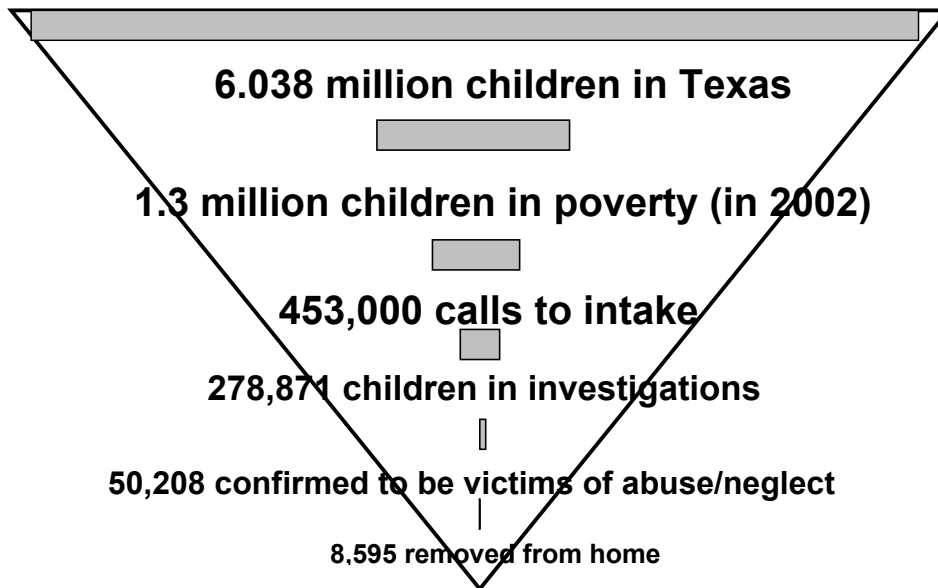 6.038 million children in Texas
1.3 million children in poverty (in 2002)
453,000 calls to intake
278,871 children in investigations
50,208 confirmed to be victims of abuse/neglect
8,595 removed from home